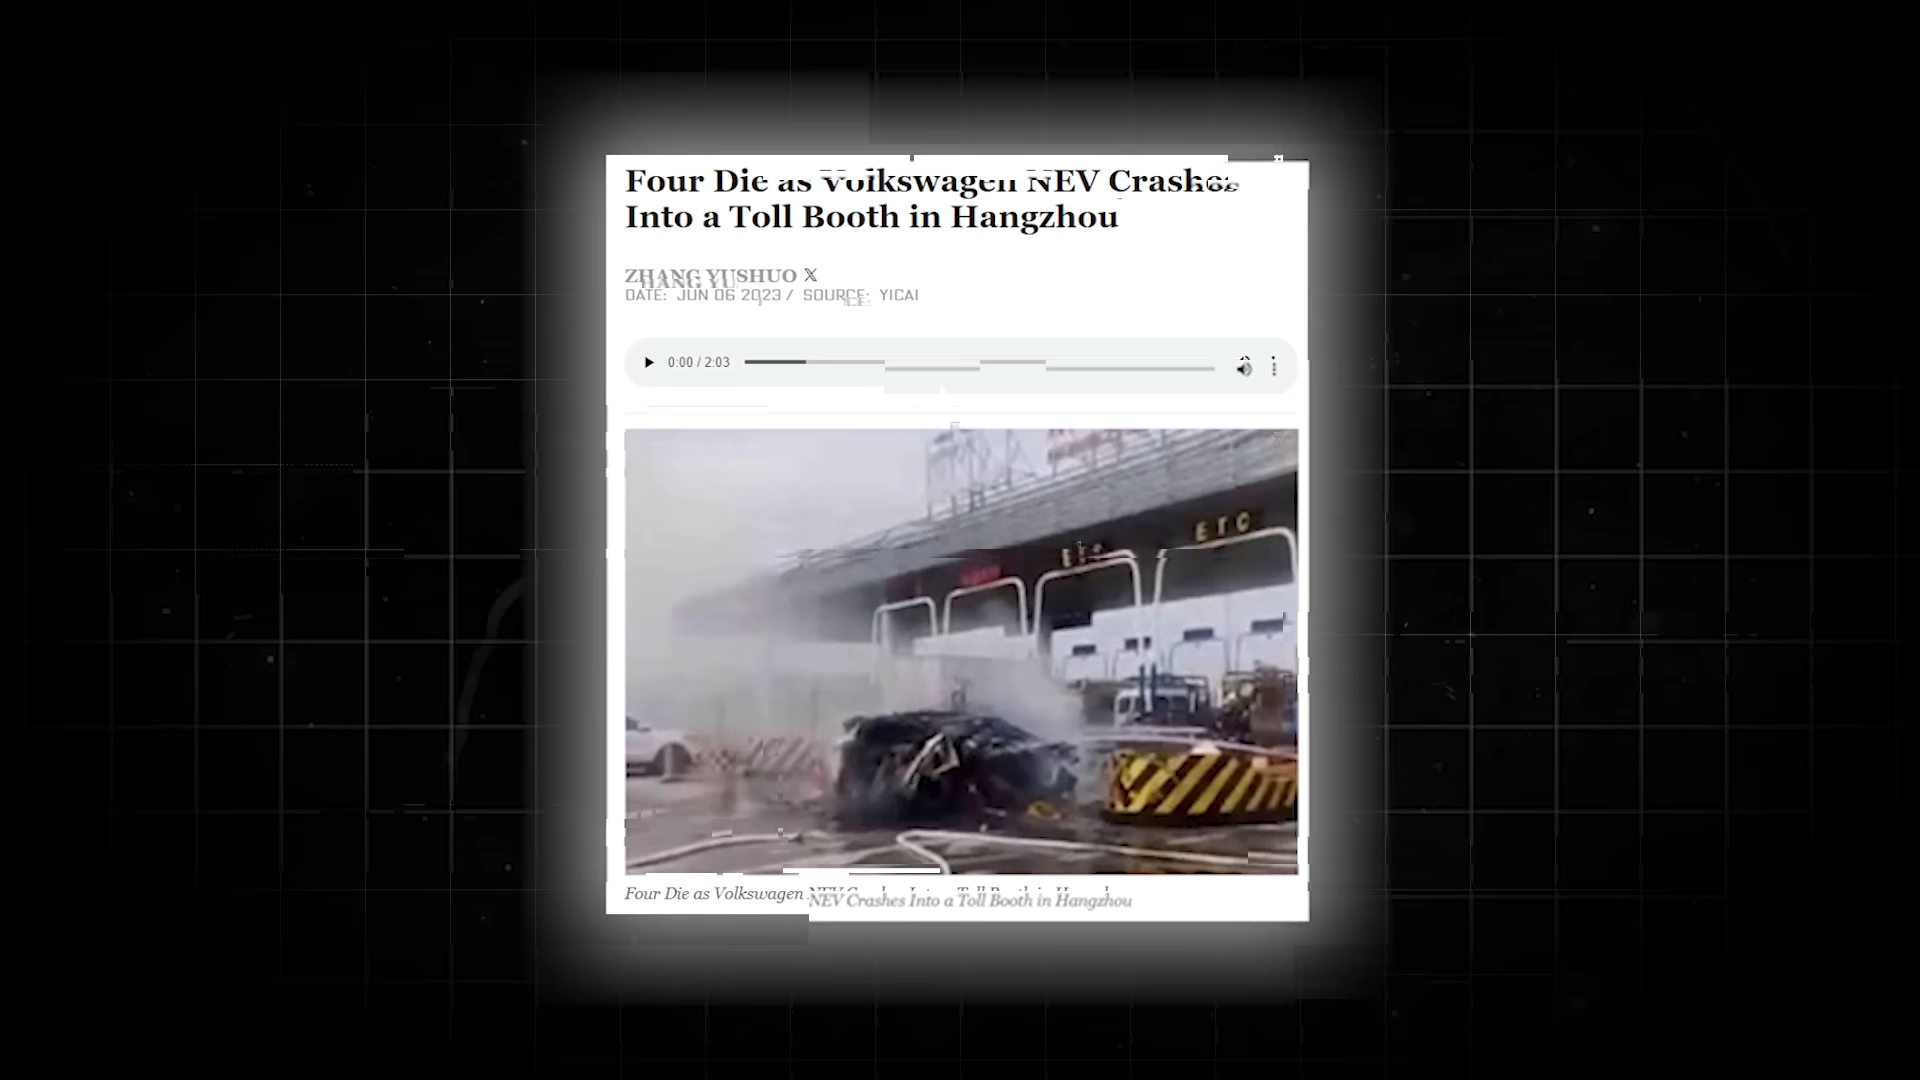 Four Die as Volkswagen NEV Crashes
Into a Toll Booth in Hangzhou
ZHANG YUSHUO X
DATE: JUN 06 2023 / SOURCE: YICAI
0:00 / 2:03
ETC
Four Die as Volkswagen NEV Crashes Into a Toll Booth in Hangzhou